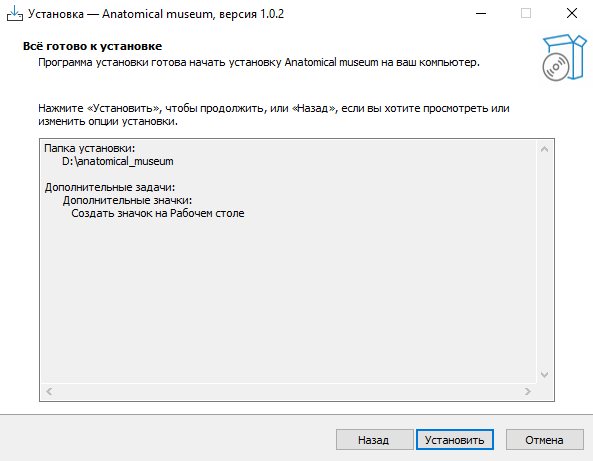 Установка — Anatomical museum, версия 1.0.2
Всё готово к установке
Программа установки готова начать установку Anatomical museum на ваш компьютер.
Нажмите «Установить», чтобы продолжить, или «Назад», если вы хотите просмотреть или
изменить опции установки.
Папка установки:
D:\anatomical_museum
Дополнительные задачи:
Дополнительные значки:
Создать значок на Рабочем столе
Назад
Установить
Отмена